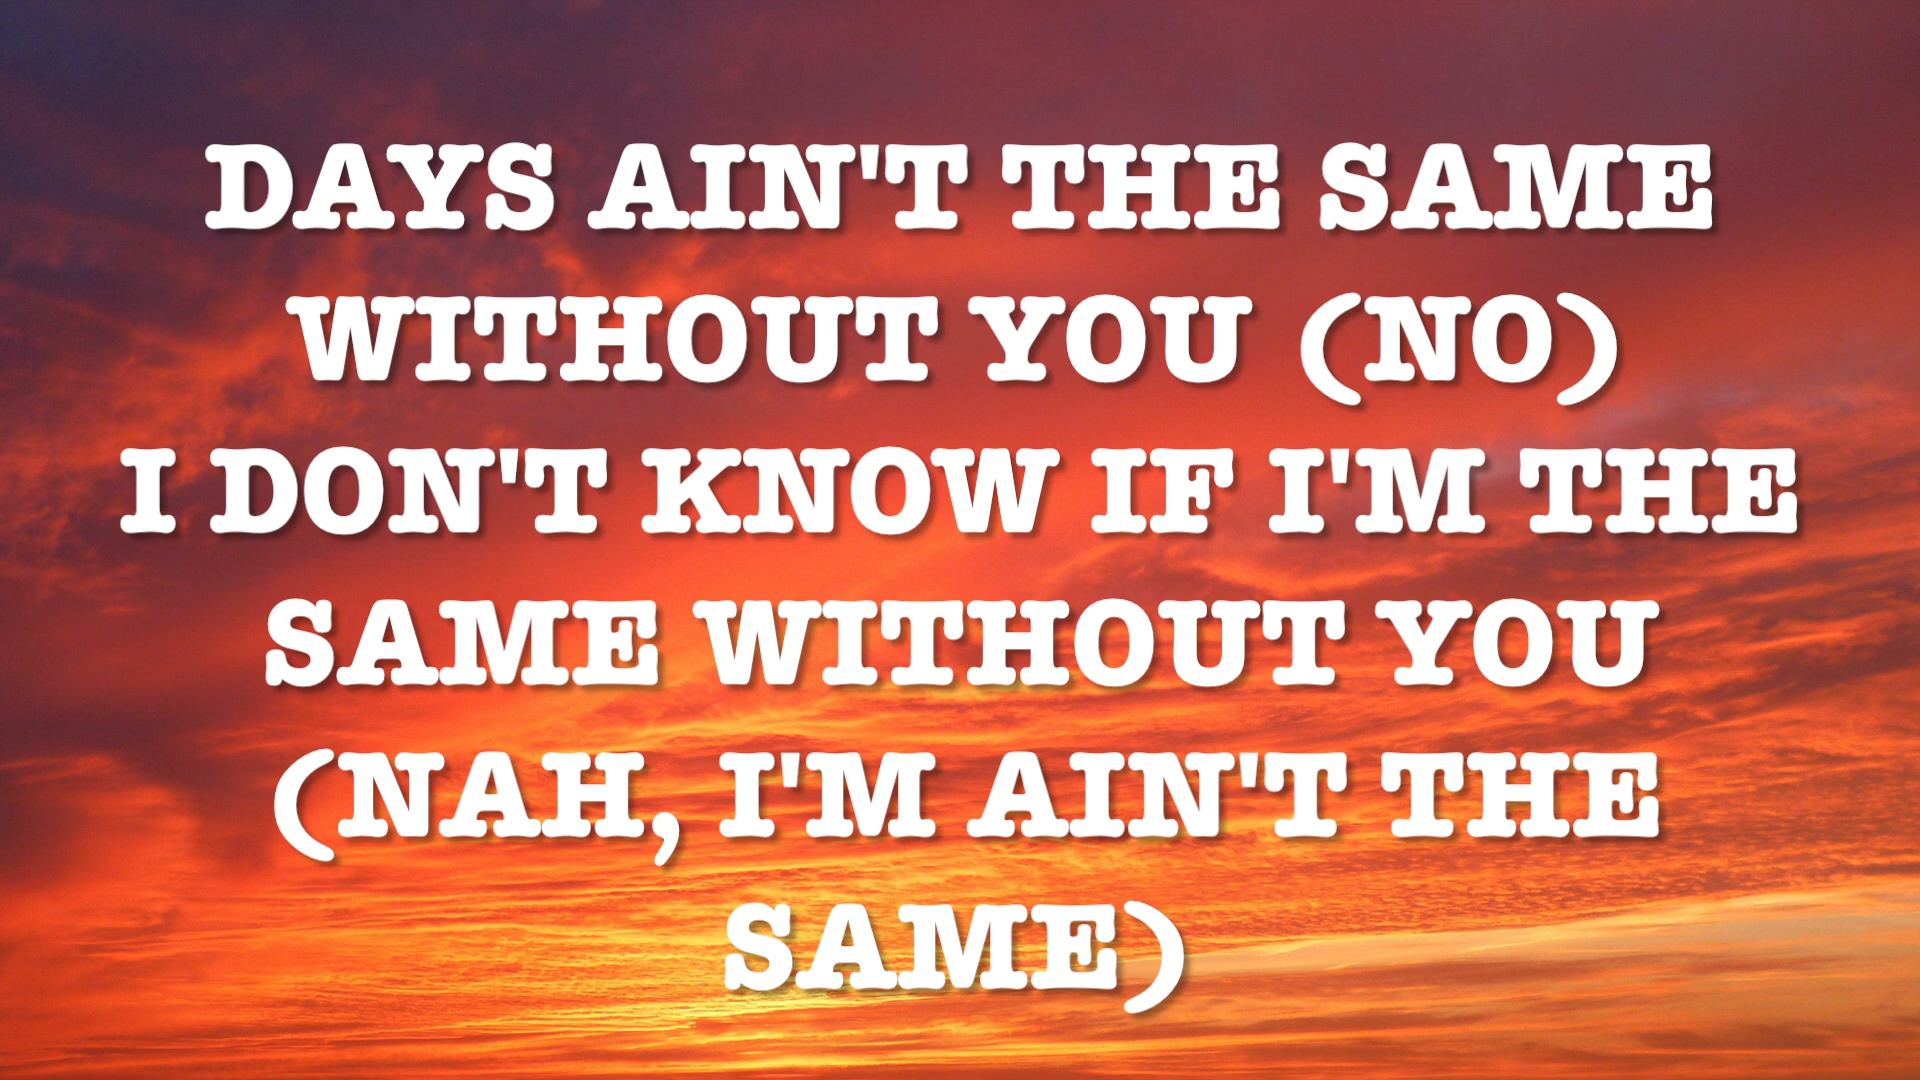 DAYS AIN'T THE SAME
WITHOUT YOU (NO)
I DON'T KNOW IF I'M THE
SAME WITHOUT YOU
(NAH, I'M AIN'T THE
SAME)